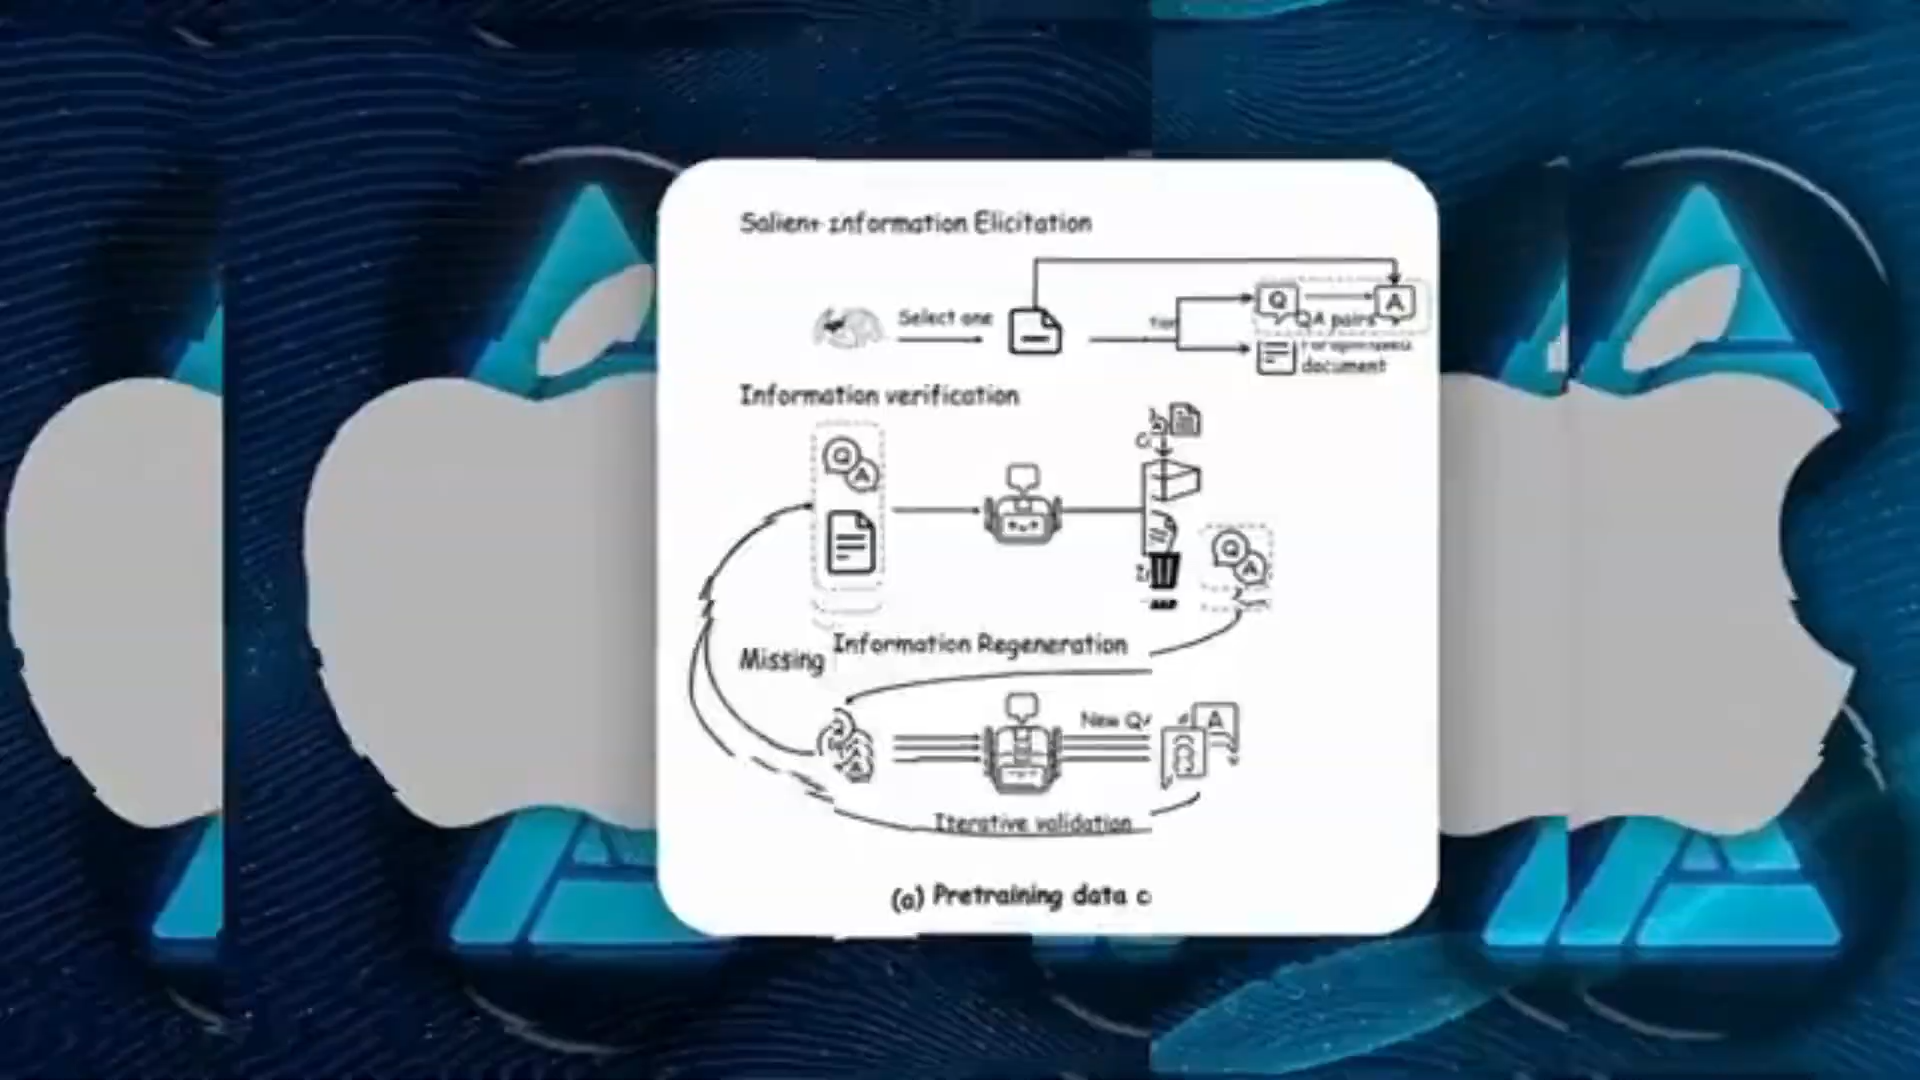 Salient Information Elicitation
Select one
Q
A
QA pairs
document
Information verification
Q
A
Q
A
Missing
Information Regeneration
New
A
Iterative validation
(a) Pretraining data